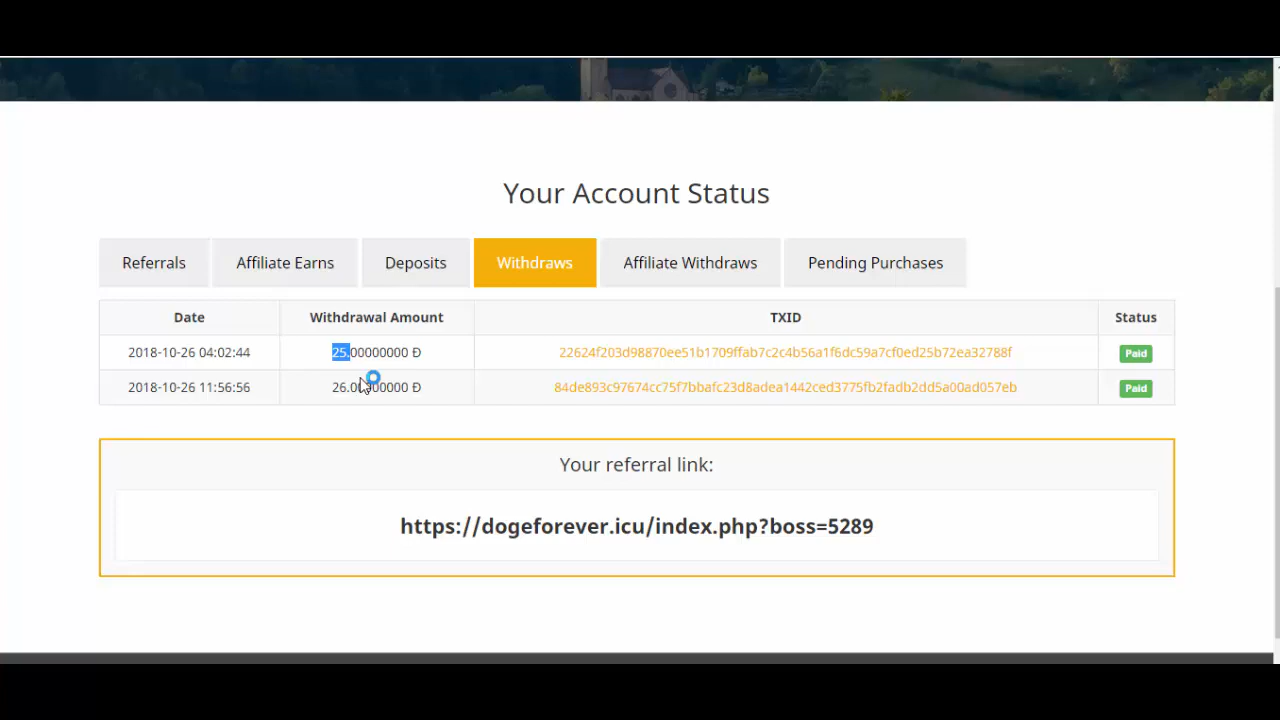 Your Account Status
Referrals Affiliate Earns Deposits Withdraws Affiliate Withdraws Pending Purchases
Date Withdrawal Amount TXID Status
2018-10-26 04:02:44 25.00000000 Ð 22624f203d98870ee51b1709ffab7c2c4b56a1f6dc59a7cf0ed25b72ea32788f Paid
2018-10-26 11:56:56 26.00000000 Ð 84de893c97674cc75f7bbafc23d8adea1442ced3775fb2fadb2dd5a00ad057eb Paid
Your referral link:
https://dogeforever.icu/index.php?boss=5289